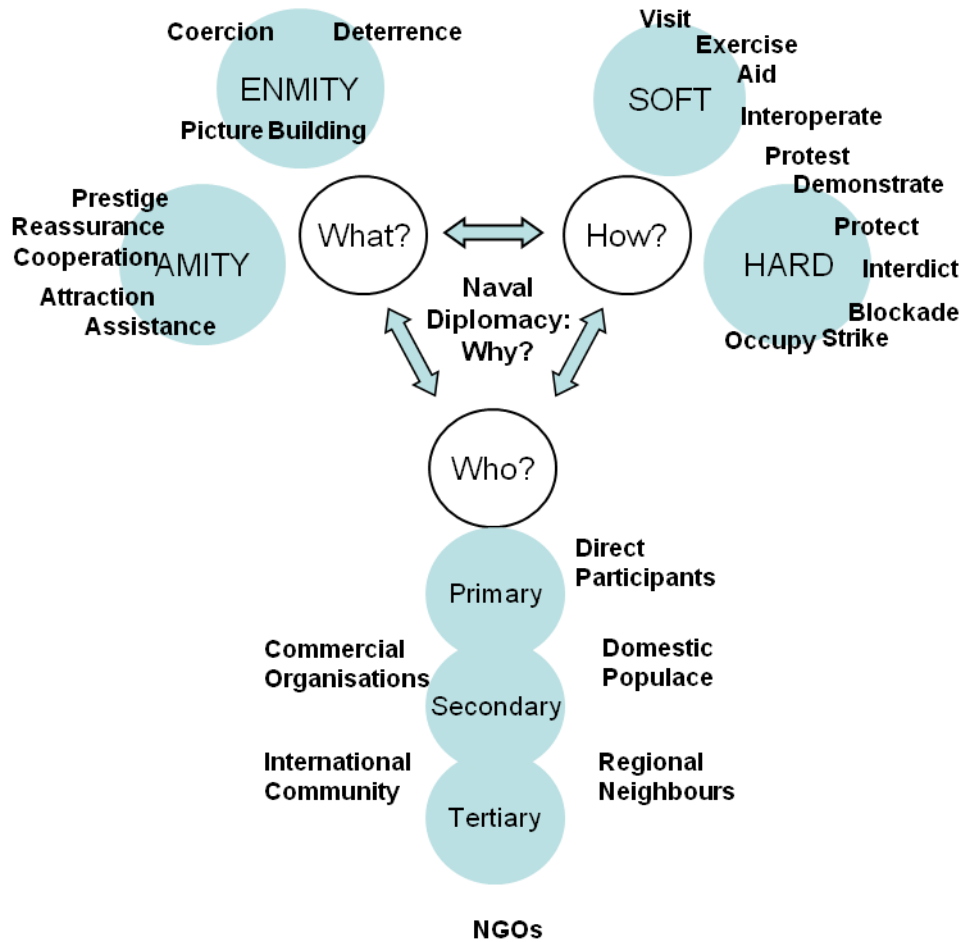 Coercion
Deterrence
ENMITY
Picture Building
Visit
Exercise
Aid
SOFT
Interoperate
Prestige
Reassurance
Cooperation
AMITY
Attraction
Assistance
What?
How?
Protest
Demonstrate
Protect
HARD
Interdict
Blockade
Occupy
Strike
Naval
Diplomacy:
Why?
Who?
Primary
Direct
Participants
Commercial
Organisations
Domestic
Populace
Secondary
International
Community
Regional
Neighbours
Tertiary
NGOs